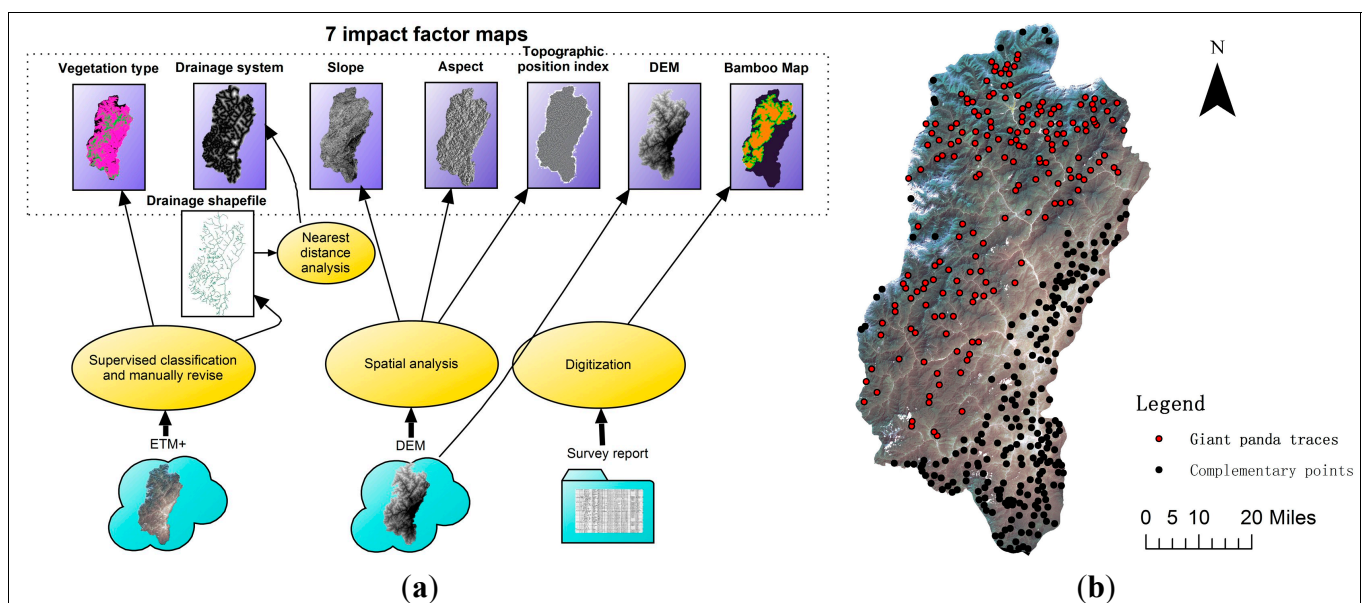 7 impact factor maps
Vegetation type
Drainage system
Slope
Aspect
Topographic
position index
DEM
Bamboo Map
Drainage shapefile
Nearest
distance
analysis
Supervised classification
and manually revise
Spatial analysis
Digitization
ETM+
DEM
Survey report
(a)
N
Legend
Giant panda traces
Complementary points
0 5 10 20 Miles
(b)